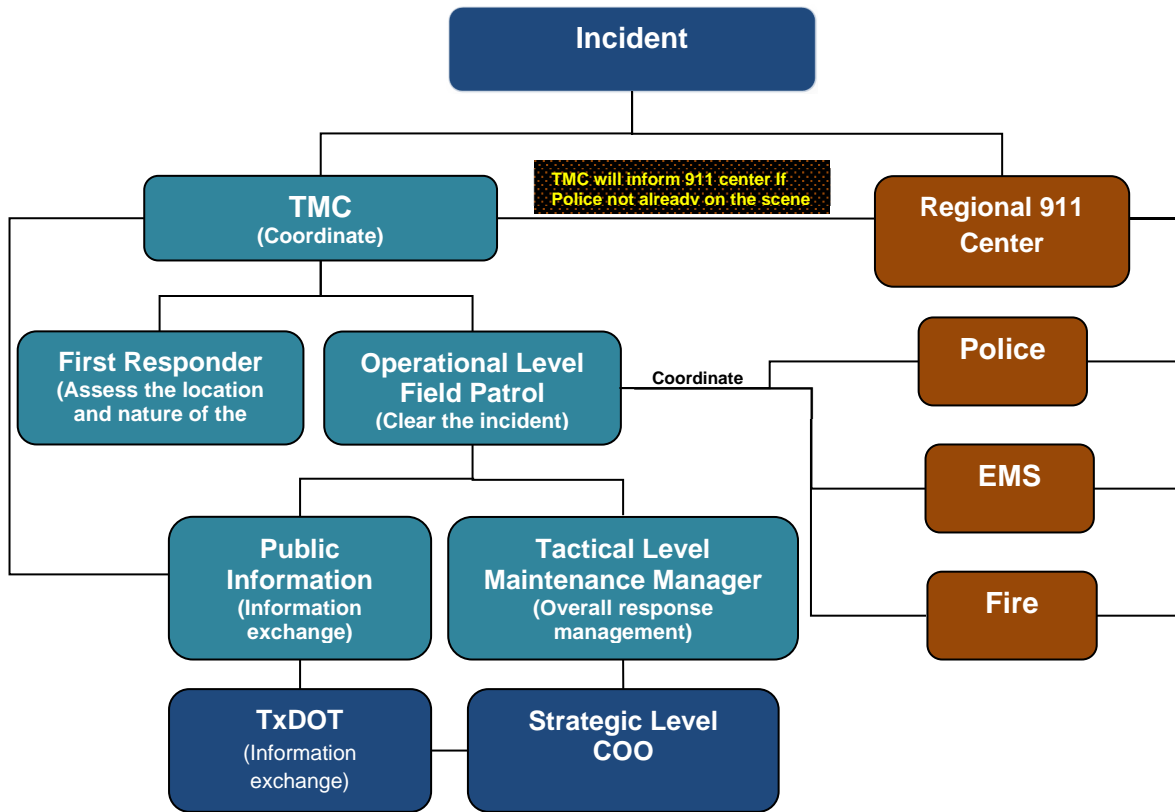 Incident
TMC will inform 911 center If
Police not already on the scene
TMC
(Coordinate)
Regional 911
Center
First Responder
(Assess the location
and nature of the
Operational Level
Field Patrol
(Clear the incident)
Coordinate
Police
EMS
Fire
Public
Information
(Information
exchange)
Tactical Level
Maintenance Manager
(Overall response
management)
TxDOT
(Information
exchange)
Strategic Level
COO